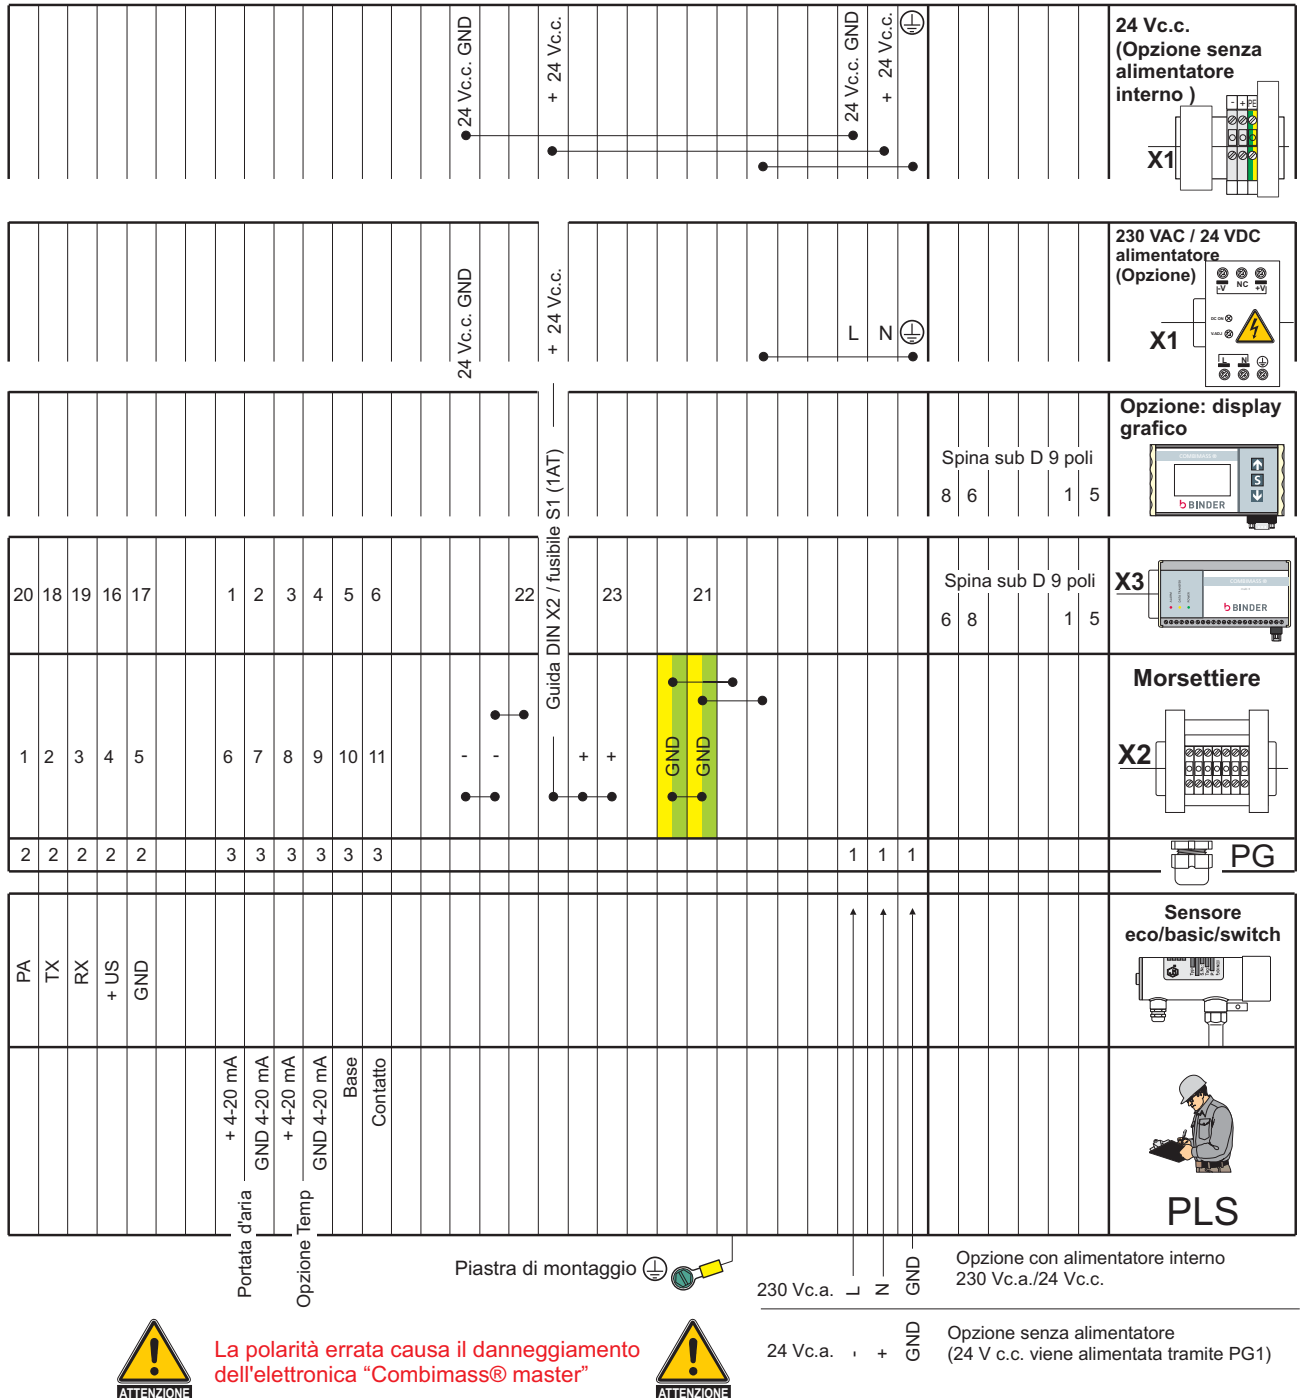 24 Vc.c. GND
+ 24 Vc.c.
24 Vc.c. GND
+ 24 Vc.c.
24 Vc.c.
(Opzione senza
alimentatore
interno )
- + PE
X1
24 Vc.c. GND
+ 24 Vc.c.
L N
230 VAC / 24 VDC
alimentatore
(Opzione)
-V NC +V
DC ON
V.ADJ
L N
X1
Guida DIN X2 / fusibile S1 (1AT)
Spina sub D 9 poli
8 6 1 5
Opzione: display
grafico
COMBIMASS ®
S
BINDER
20 18 19 16 17 1 2 3 4 5 6 22 23 21
Spina sub D 9 poli
6 8 1 5
X3
COMBIMASS ®
BINDER
1 2 3 4 5 6 7 8 9 10 11 - - + + GND GND
Morsettiere
X2
2 2 2 2 2 3 3 3 3 3 3 1 1 1
PG
PA
TX
RX
+ US
GND
Sensore
eco/basic/switch
+ 4-20 mA
GND 4-20 mA
+ 4-20 mA
GND 4-20 mA
Base
Contatto
Portata d'aria
Opzione Temp
PLS
Piastra di montaggio
230 Vc.a. L N GND
Opzione con alimentatore interno
230 Vc.a./24 Vc.c.
24 Vc.a. - + GND
Opzione senza alimentatore
(24 V c.c. viene alimentata tramite PG1)
ATTENZIONE
La polarità errata causa il danneggiamento
dell'elettronica “Combimass® master”
ATTENZIONE